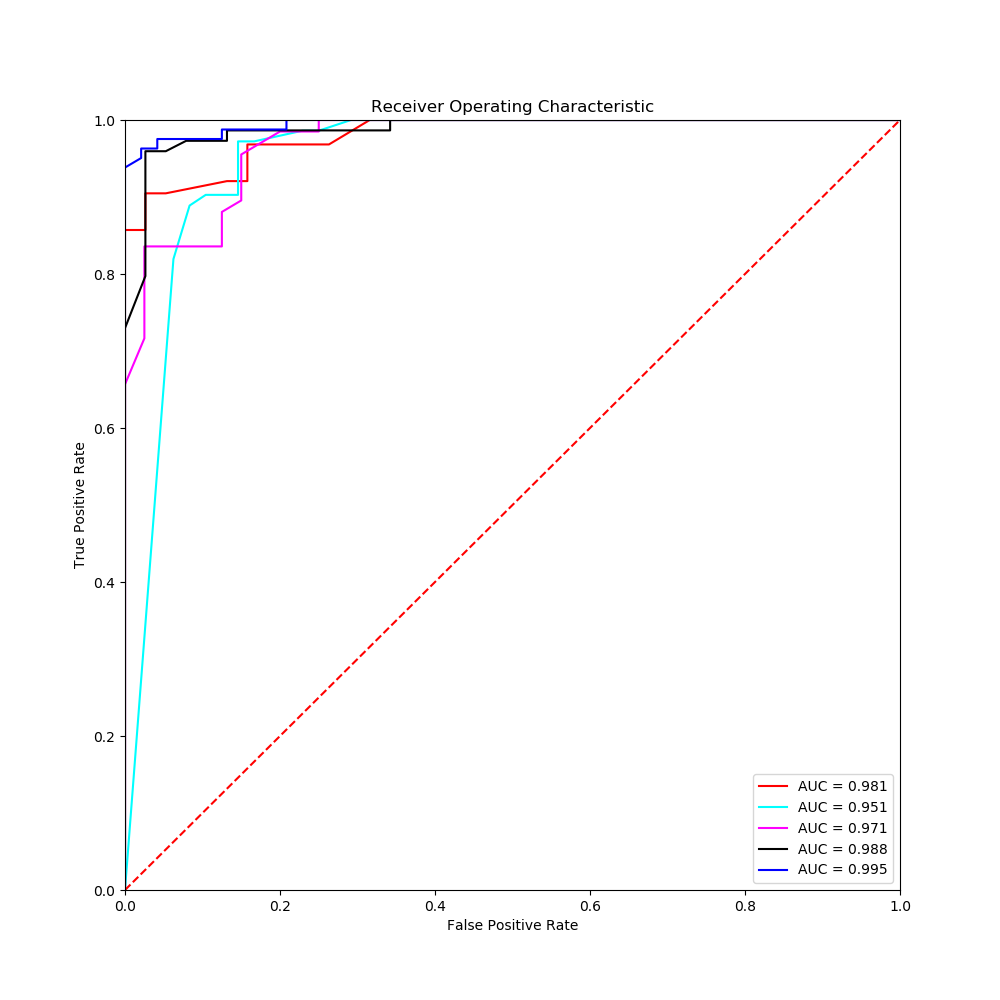 Receiver Operating Characteristic
1.0
0.8
0.6
0.4
0.2
0.0
True Positive Rate
0.0 0.2 0.4 0.6 0.8 1.0
False Positive Rate
AUC = 0.981
AUC = 0.951
AUC = 0.971
AUC = 0.988
AUC = 0.995